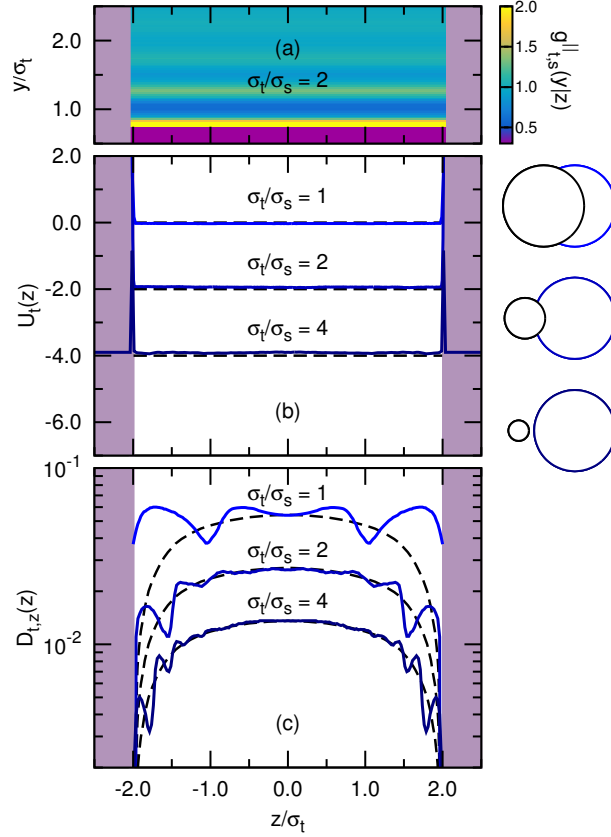 2.0
1.0
y/σt
(a)
σt/σs = 2
2.0
1.5
1.0
0.5
g∥t,s(y|z)
2.0
0.0
-2.0
-4.0
-6.0
Ut(z)
σt/σs = 1
σt/σs = 2
σt/σs = 4
(b)
10-1
10-2
Dt,z(z)
σt/σs = 1
σt/σs = 2
σt/σs = 4
(c)
-2.0 -1.0 0.0 1.0 2.0
z/σt